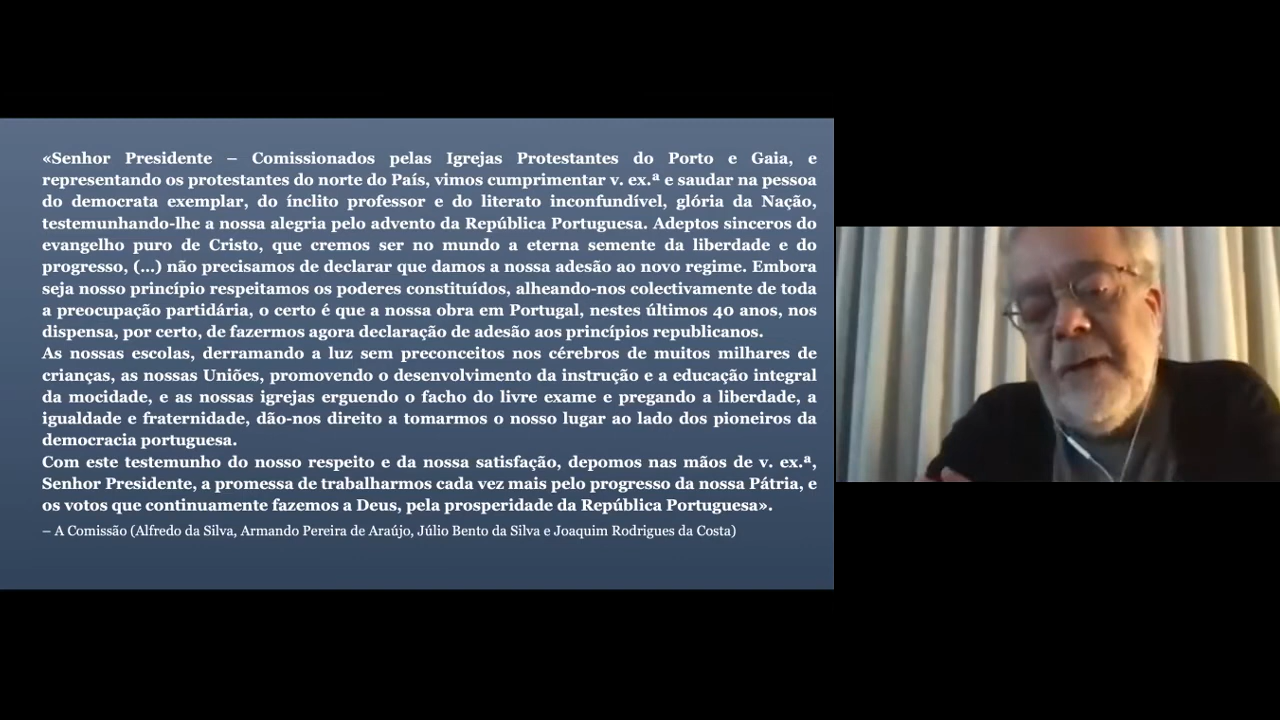 «Senhor Presidente – Comissionados pelas Igrejas Protestantes do Porto e Gaia, e
representando os protestantes do norte do País, vimos cumprimentar v. ex.ª e saudar na pessoa
do democrata exemplar, do ínclito professor e do literato inconfundível, glória da Nação,
testemunhando-lhe a nossa alegria pelo advento da República Portuguesa. Adeptos sinceros do
evangelho puro de Cristo, que cremos ser no mundo a eterna semente da liberdade e do
progresso, (...) não precisamos de declarar que damos a nossa adesão ao novo regime. Embora
seja nosso princípio respeitamos os poderes constituídos, alheando-nos colectivamente de toda
a preocupação partidária, o certo é que a nossa obra em Portugal, nestes últimos 40 anos, nos
dispensa, por certo, de fazermos agora declaração de adesão aos princípios republicanos.
As nossas escolas, derramando a luz sem preconceitos nos cérebros de muitos milhares de
crianças, as nossas Uniões, promovendo o desenvolvimento da instrução e a educação integral
da mocidade, e as nossas igrejas erguendo o facho do livre exame e pregando a liberdade, a
igualdade e fraternidade, dão-nos direito a tomarmos o nosso lugar ao lado dos pioneiros da
democracia portuguesa.
Com este testemunho do nosso respeito e da nossa satisfação, depomos nas mãos de v. ex.ª,
Senhor Presidente, a promessa de trabalharmos cada vez mais pelo progresso da nossa Pátria, e
os votos que continuamente fazemos a Deus, pela prosperidade da República Portuguesa».
– A Comissão (Alfredo da Silva, Armando Pereira de Araújo, Júlio Bento da Silva e Joaquim Rodrigues da Costa)